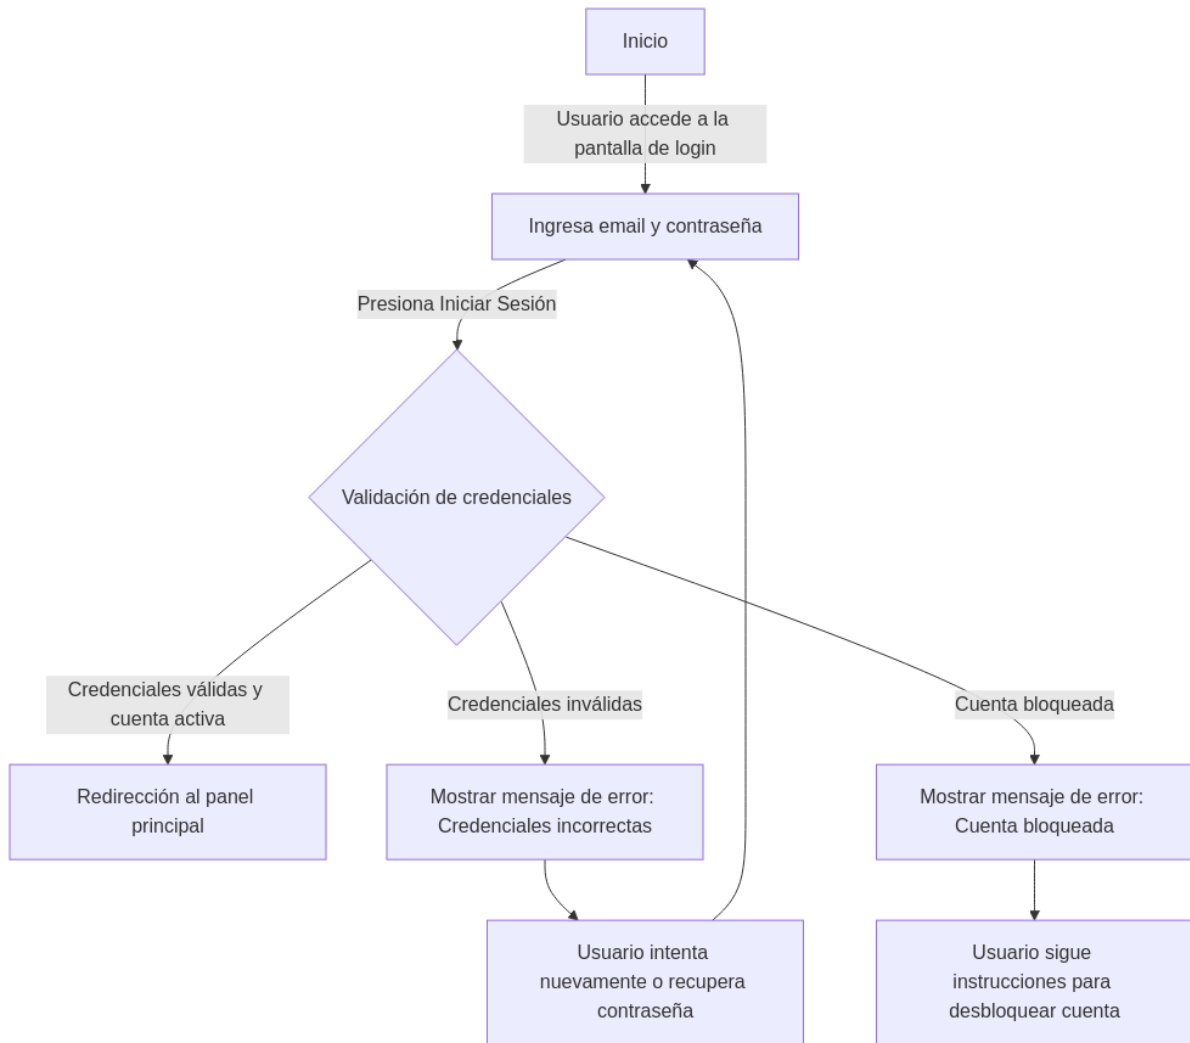 Inicio
Usuario accede a la
pantalla de login
Ingresa email y contraseña
Presiona Iniciar Sesión
Validación de credenciales
Credenciales válidas y
cuenta activa
Credenciales inválidas
Cuenta bloqueada
Redirección al panel
principal
Mostrar mensaje de error:
Credenciales incorrectas
Mostrar mensaje de error:
Cuenta bloqueada
Usuario intenta
nuevamente o recupera
contraseña
Usuario sigue
instrucciones para
desbloquear cuenta